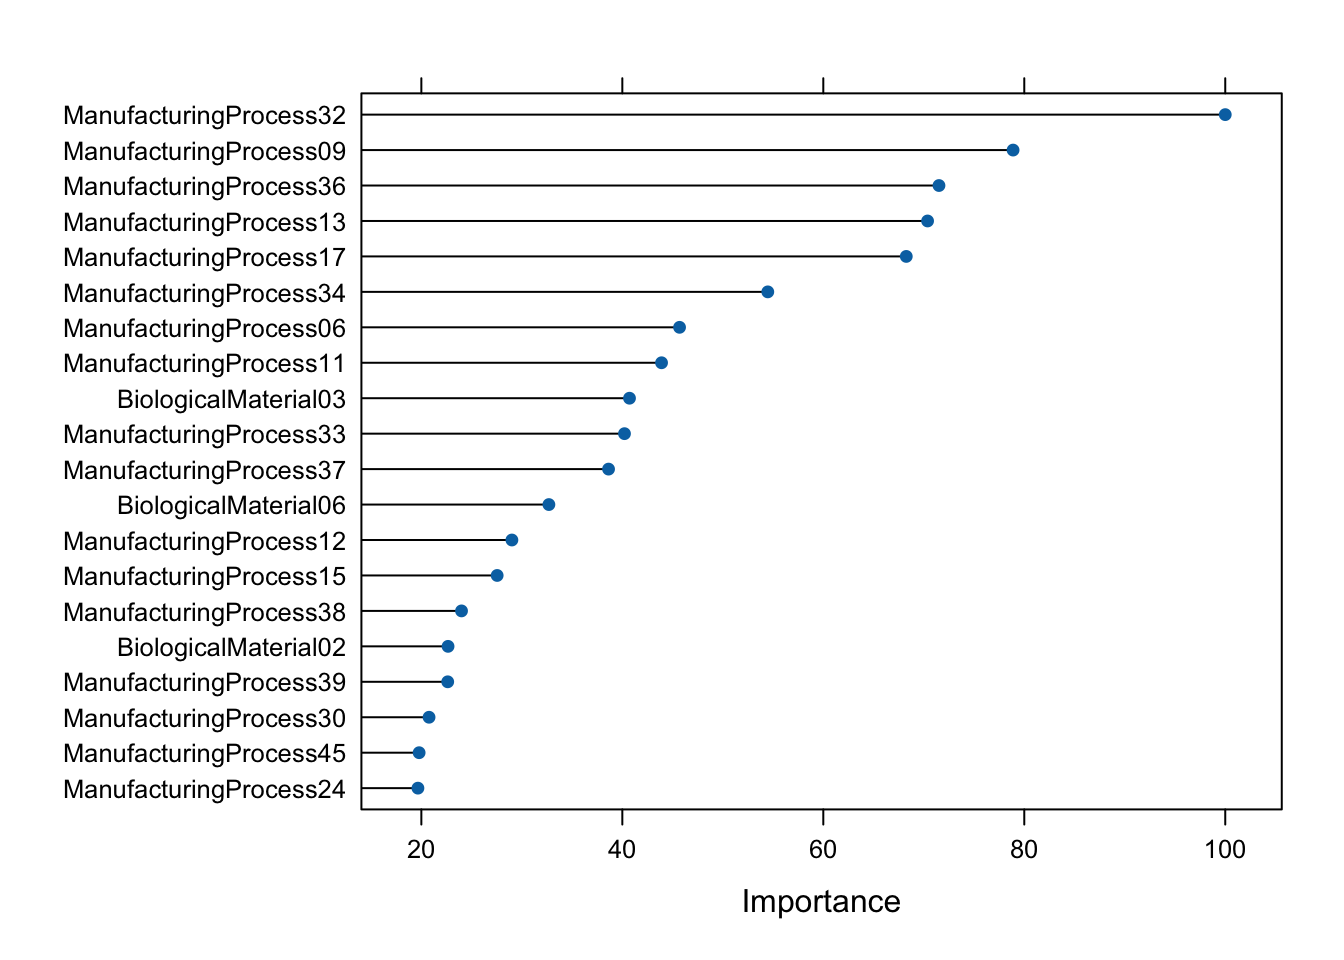 ManufacturingProcess32
ManufacturingProcess09
ManufacturingProcess36
ManufacturingProcess13
ManufacturingProcess17
ManufacturingProcess34
ManufacturingProcess06
ManufacturingProcess11
BiologicalMaterial03
ManufacturingProcess33
ManufacturingProcess37
BiologicalMaterial06
ManufacturingProcess12
ManufacturingProcess15
ManufacturingProcess38
BiologicalMaterial02
ManufacturingProcess39
ManufacturingProcess30
ManufacturingProcess45
ManufacturingProcess24
20 40 60 80 100
Importance